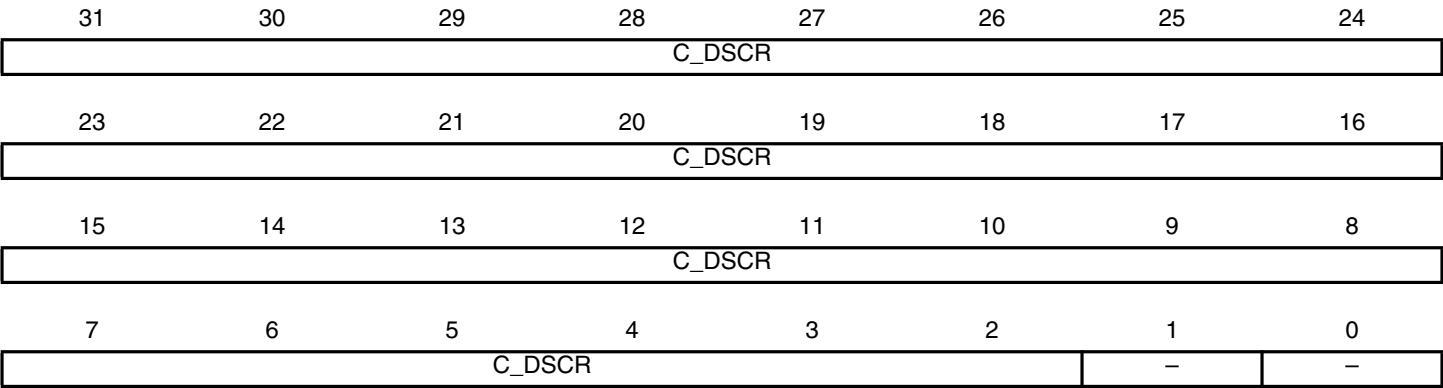 31 30 29 28 27 26 25 24
C_DSCR
23 22 21 20 19 18 17 16
C_DSCR
15 14 13 12 11 10 9 8
C_DSCR
7 6 5 4 3 2 1 0
C_DSCR – –